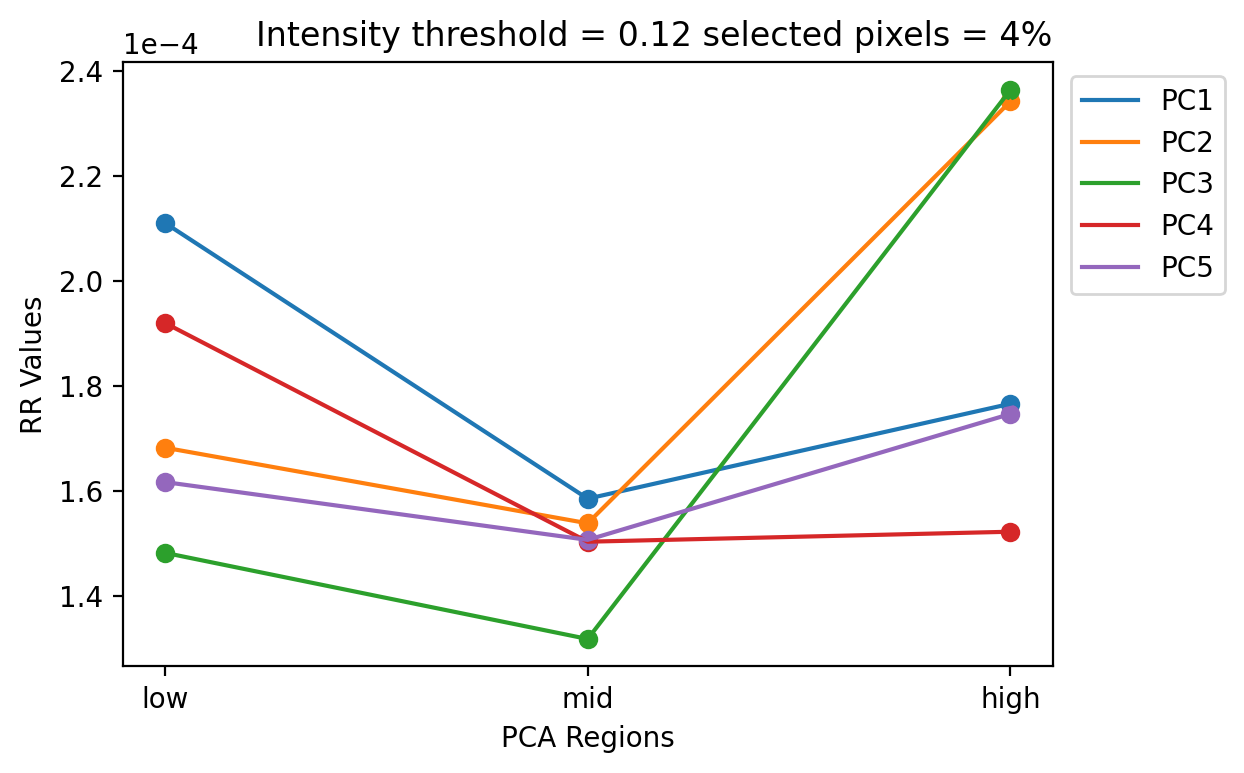 Intensity threshold = 0.12 selected pixels = 4%
1e−4
2.4
2.2
2.0
1.8
1.6
1.4
RR Values
low
mid
high
PCA Regions
PC1
PC2
PC3
PC4
PC5